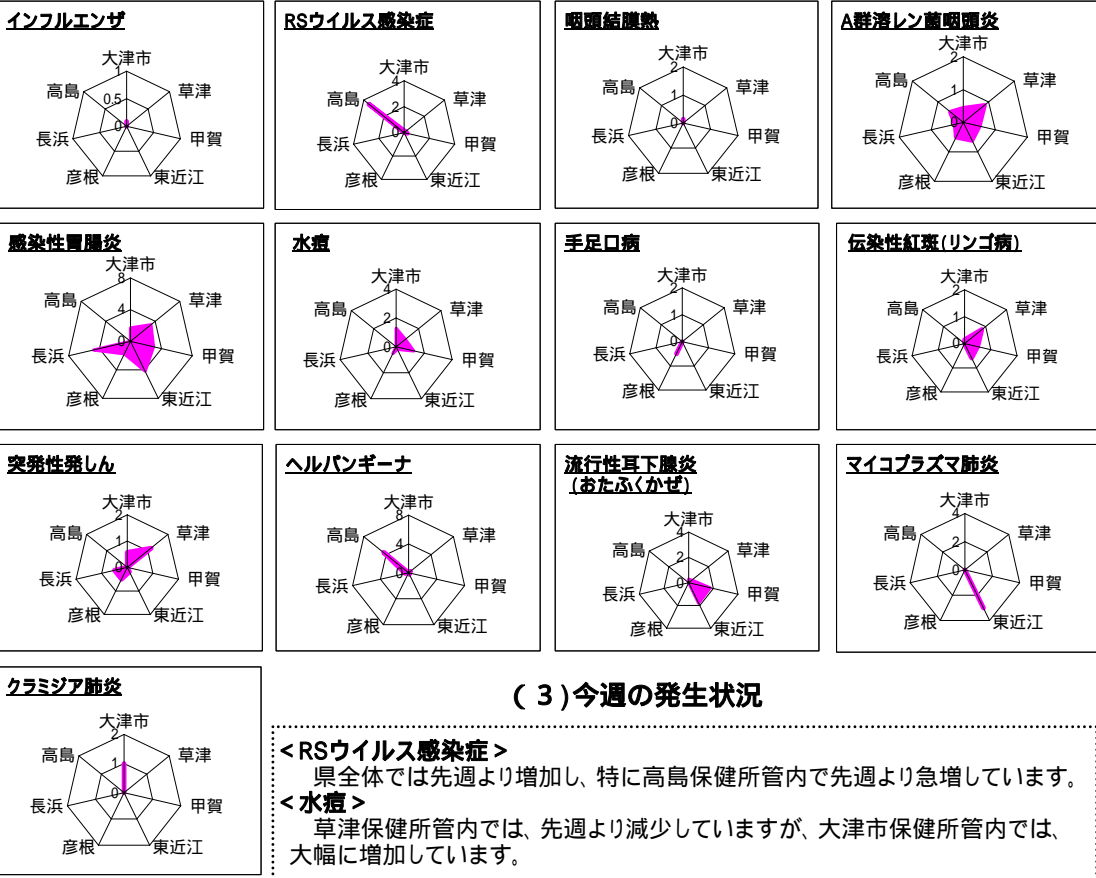 インフルエンザ
大津市
1
高島
草津
0.5
0
長浜
甲賀
彦根
東近江
RSウイルス感染症
大津市
4
高島
草津
2
0
長浜
甲賀
彦根
東近江
咽頭結膜熱
大津市
2
高島
草津
1
0
長浜
甲賀
彦根
東近江
A群溶レン菌咽頭炎
大津市
2
高島
草津
1
0
長浜
甲賀
彦根
東近江
感染性胃腸炎
大津市
8
高島
草津
4
0
長浜
甲賀
彦根
東近江
水痘
大津市
4
高島
草津
2
0
長浜
甲賀
彦根
東近江
手足口病
大津市
2
高島
草津
1
0
長浜
甲賀
彦根
東近江
伝染性紅斑(リンゴ病)
大津市
2
高島
草津
1
0
長浜
甲賀
彦根
東近江
突発性発しん
大津市
2
高島
草津
1
0
長浜
甲賀
彦根
東近江
ヘルパンギーナ
大津市
8
高島
草津
4
0
長浜
甲賀
彦根
東近江
流行性耳下腺炎
(おたふくかぜ)
大津市
4
高島
草津
2
0
長浜
甲賀
彦根
東近江
マイコプラズマ肺炎
大津市
4
高島
草津
2
0
長浜
甲賀
彦根
東近江
クラミジア肺炎
大津市
2
高島
草津
1
0
長浜
甲賀
彦根
東近江
(3)今週の発生状況
<RSウイルス感染症>
県全体では先週より増加し、特に高島保健所管内で先週より急増しています。
<水痘>
草津保健所管内では、先週より減少していますが、大津市保健所管内では、
大幅に増加しています。